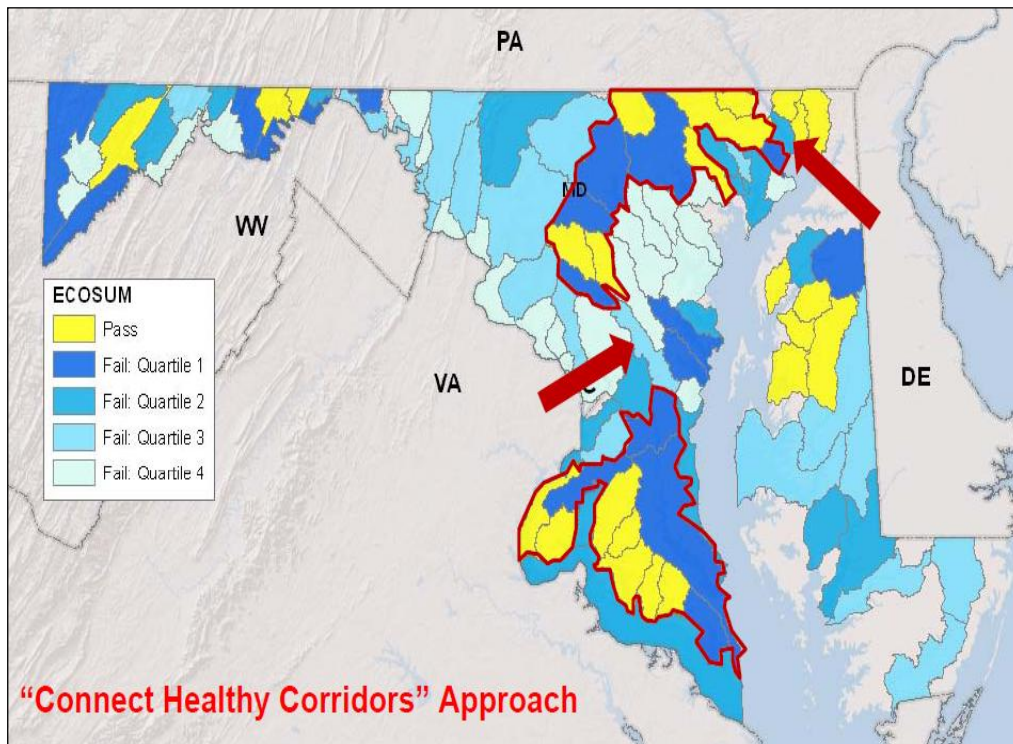 PA
MD
WV
ECOSUM
Pass
Fail: Quartile 1
Fail: Quartile 2
Fail: Quartile 3
Fail: Quartile 4
VA
C
DE
“Connect Healthy Corridors” Approach